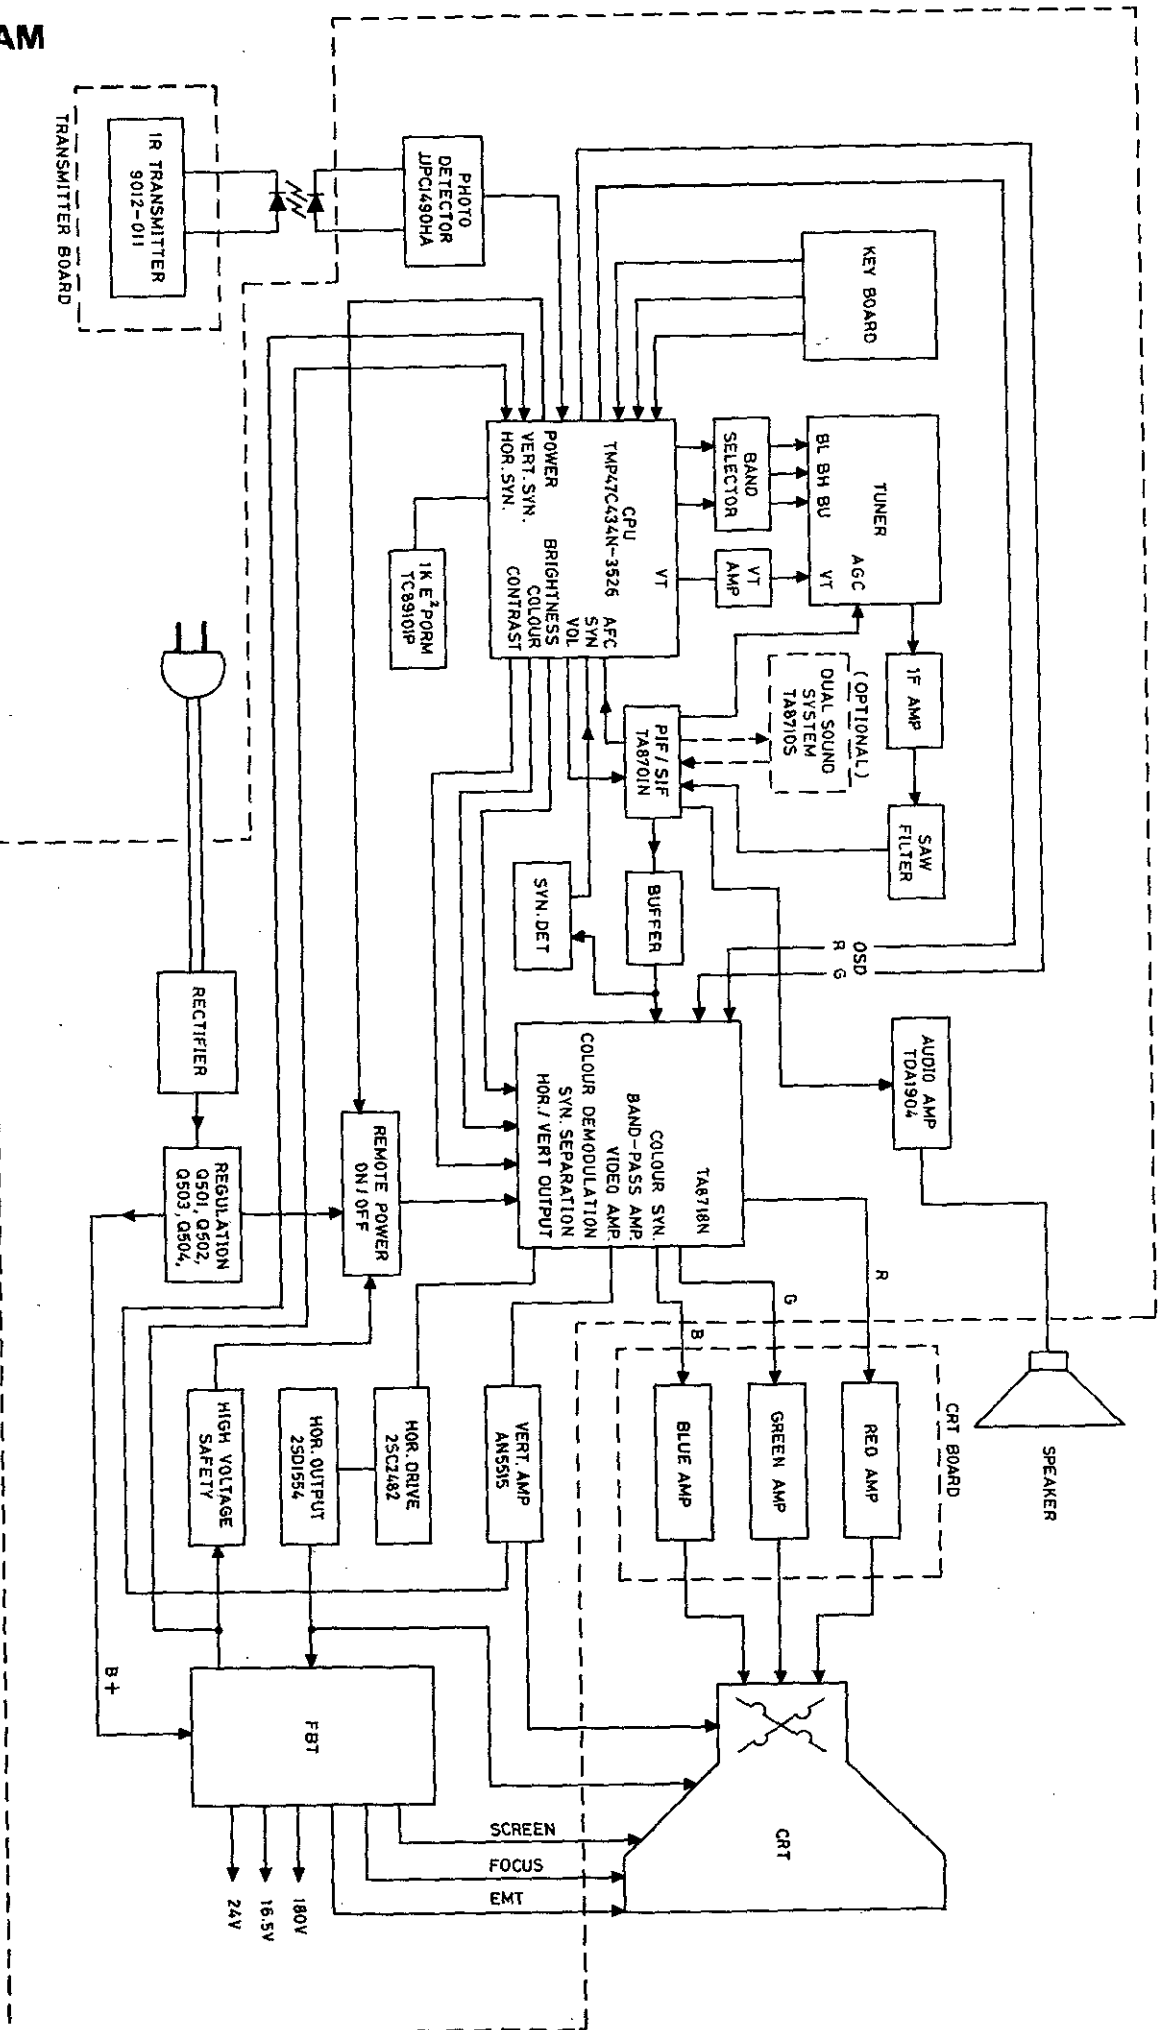 AM
TRANSMITTER BOARD
1R TRANSMITTER
9012-011
PHOTO
DETECTOR
UPC1490HA
KEY BOARD
TUNER
BL BH BU
AGC
VT
BAND
SELECTOR
VT
AMP
CPU
TMP47C434N-3526
VT
POWER
VERT.SYN.
HOR.SYN.
AFC
SYN
VOL
BRIGHTNESS
COLOUR
CONTRAST
1K E²PORM
TC89101P
1F AMP
SAW
FILTER
(OPTIONAL)
DUAL SOUND
SYSTEM
TA8710S
PIF/SIF
TA8701N
BUFFER
SYN.DET
OSD
R
G
AUDIO AMP
TDA1904
SPEAKER
TA8718N
COLOUR SYN.
BAND-PASS AMP.
VIDEO AMP.
COLOUR DEMODULATION
SYN. SEPARATION
HOR./VERT OUTPUT
R
G
B
CRT BOARD
RED AMP
GREEN AMP
BLUE AMP
RECTIFIER
REGULATION
Q501, Q502,
Q503, Q504,
REMOTE POWER
ON/OFF
VERT. AMP
AN5515
HOR. DRIVE
2SC2482
HOR. OUTPUT
2SD1554
HIGH VOLTAGE
SAFETY
B+
FBT
CRT
SCREEN
FOCUS
EMT
180V
16.5V
24V